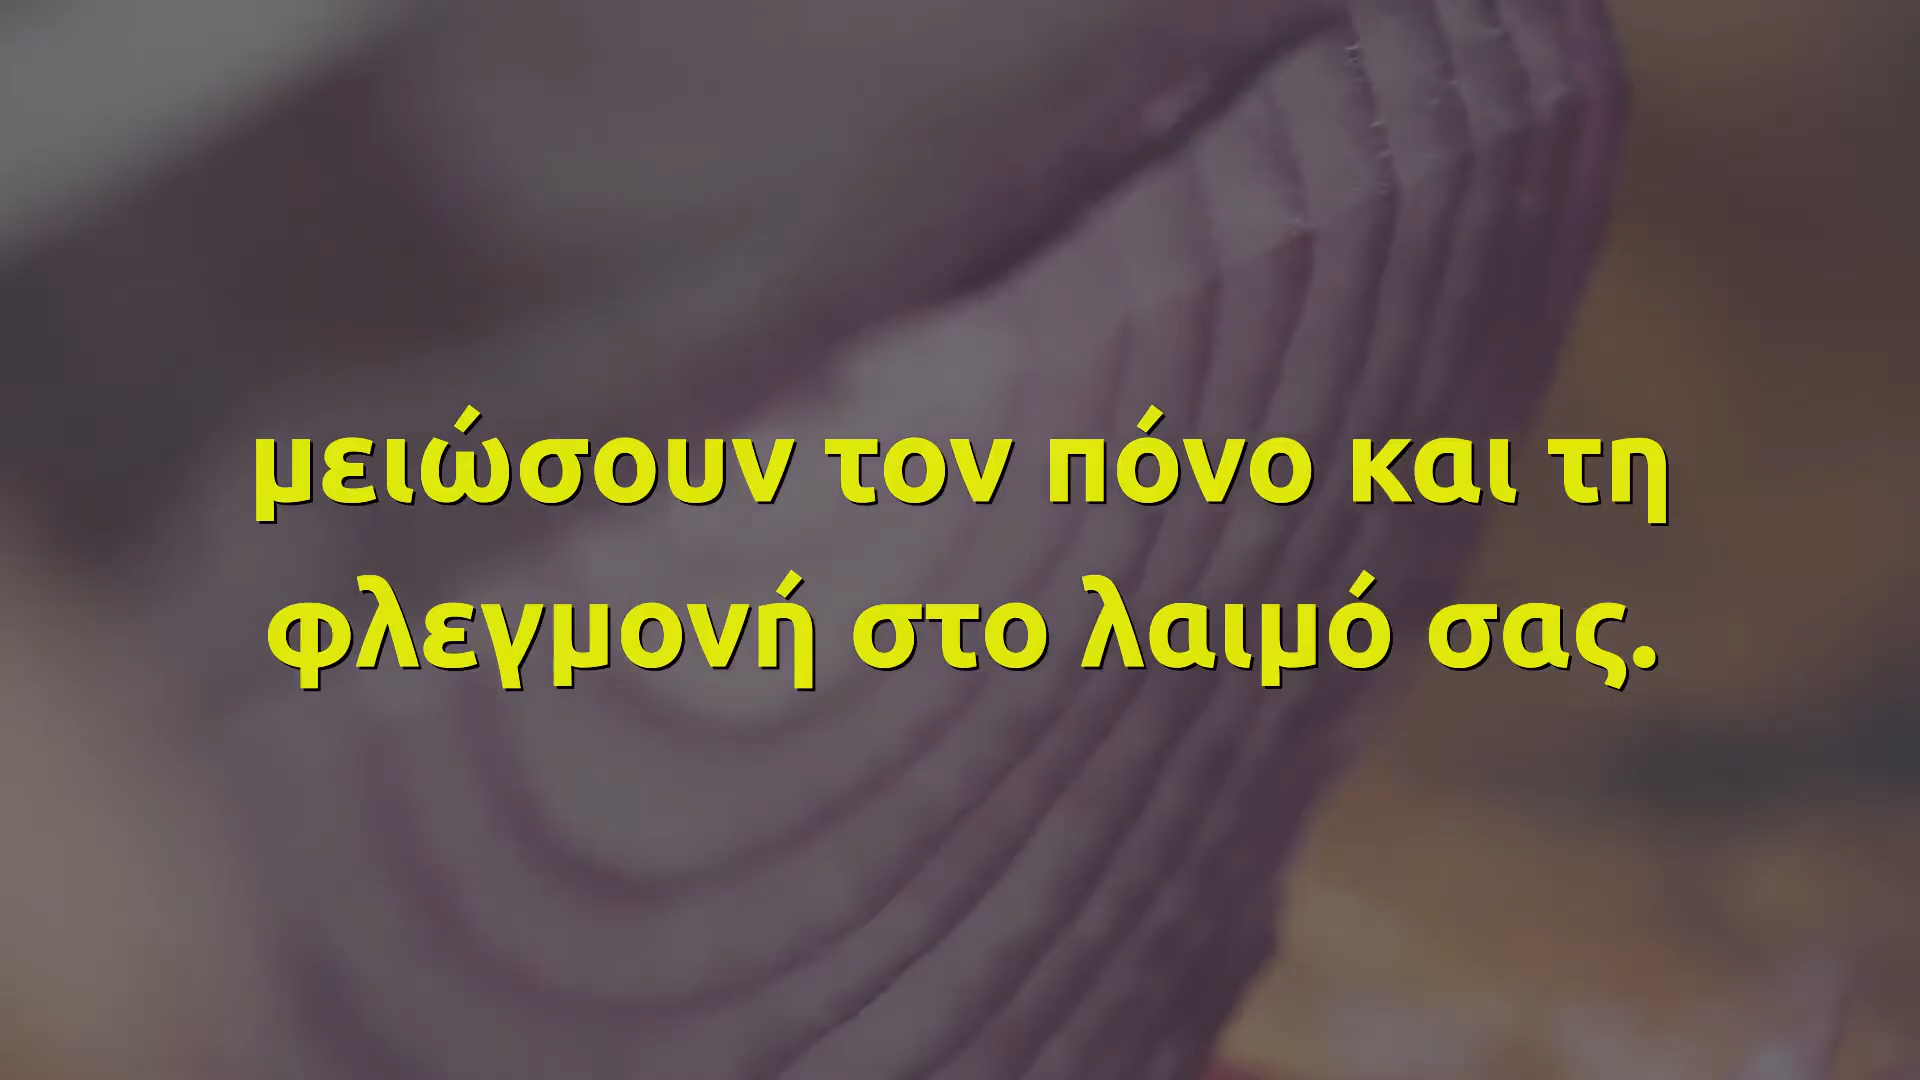 μειώσουν τον πόνο και τη
φλεγμονή στο λαιμό σας.